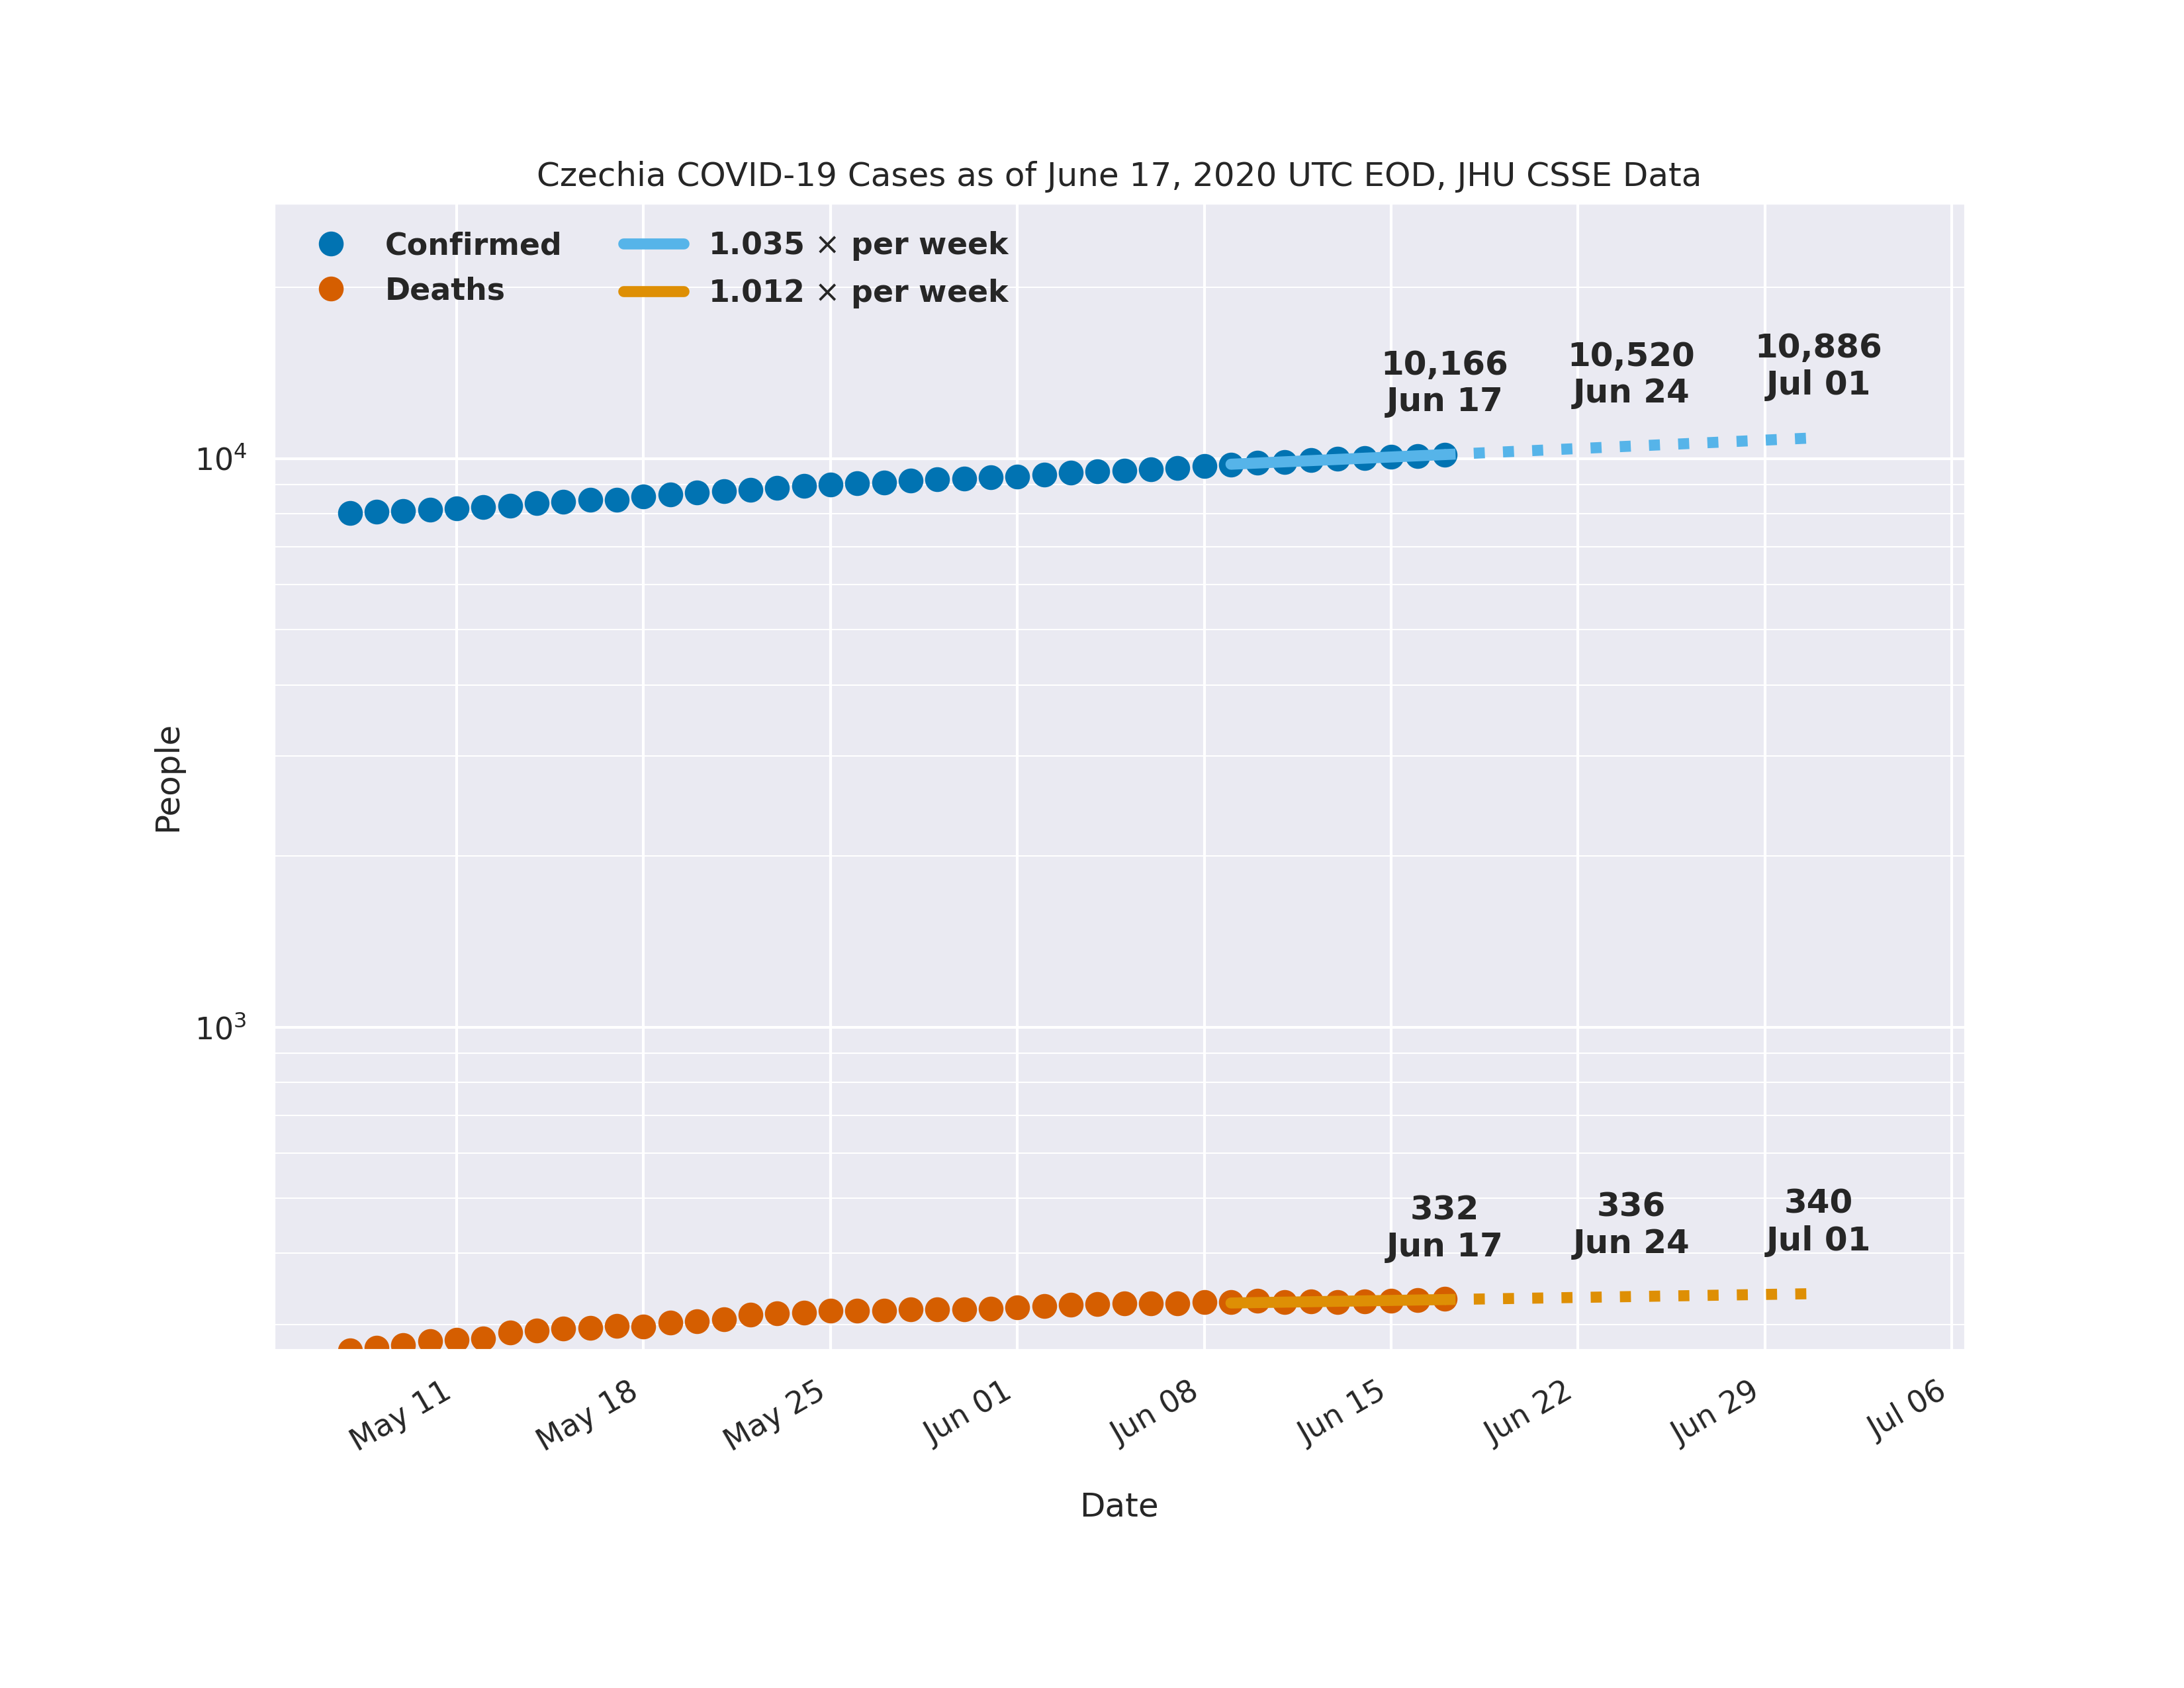 Czechia COVID-19 Cases as of June 17, 2020 UTC EOD, JHU CSSE Data
Confirmed
Deaths
1.035 × per week
1.012 × per week
10,166
Jun 17
10,520
Jun 24
10,886
Jul 01
10⁴
People
10³
332
Jun 17
336
Jun 24
340
Jul 01
May 11
May 18
May 25
Jun 01
Jun 08
Jun 15
Jun 22
Jun 29
Jul 06
Date